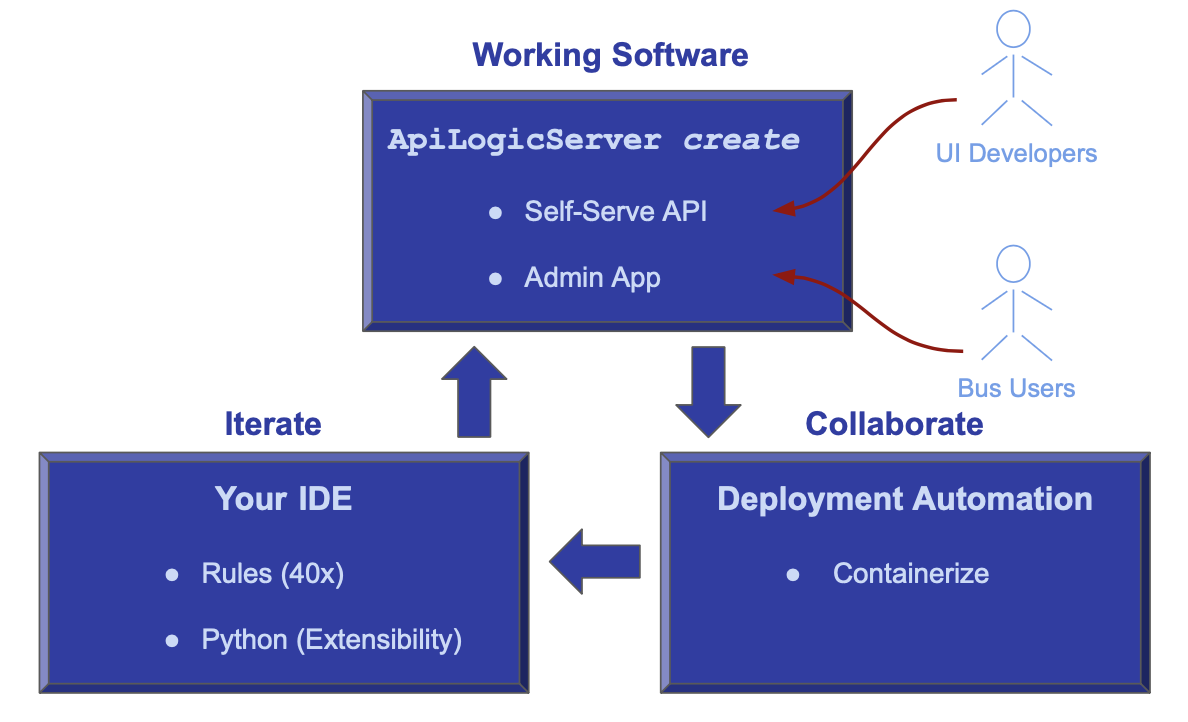 Working Software
ApiLogicServer create
● Self-Serve API
● Admin App
UI Developers
Bus Users
Iterate
Your IDE
● Rules (40x)
● Python (Extensibility)
Collaborate
Deployment Automation
● Containerize